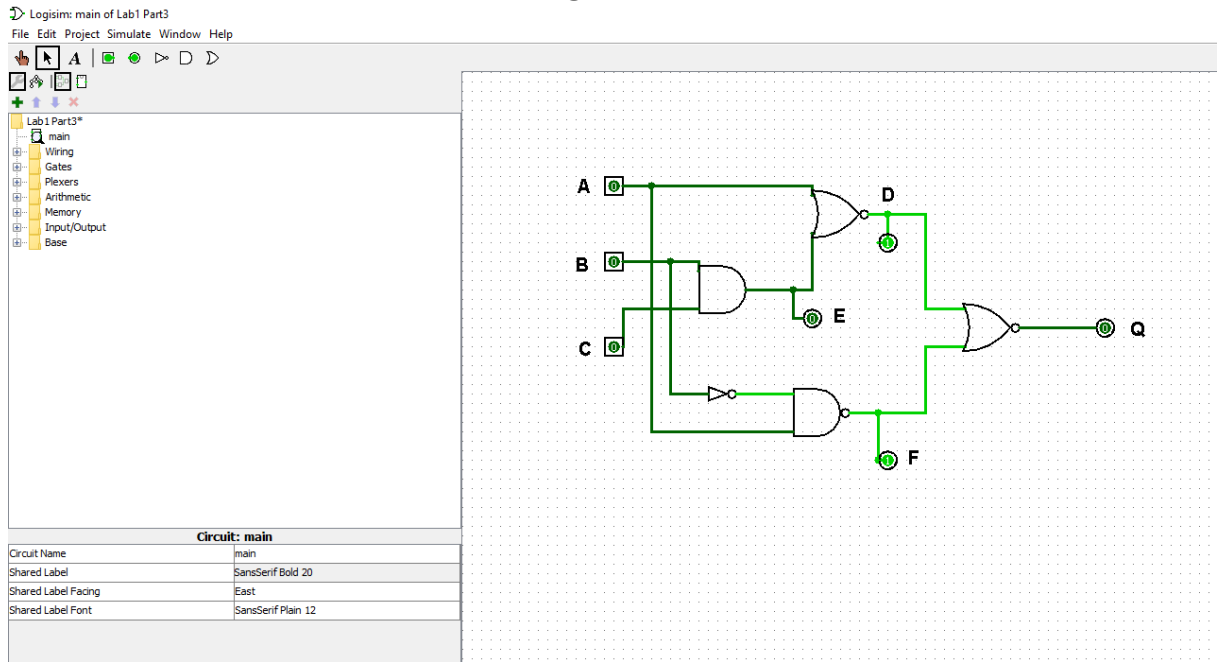 Logisim: main of Lab1 Part3
File Edit Project Simulate Window Help
A
Lab1 Part3*
main
Wiring
Gates
Plexers
Arithmetic
Memory
Input/Output
Base
Circuit: main
Circuit Name main
Shared Label SansSerif Bold 20
Shared Label Facing East
Shared Label Font SansSerif Plain 12
A 0
D
1
B 0
0 E
0 Q
C 0
1 F